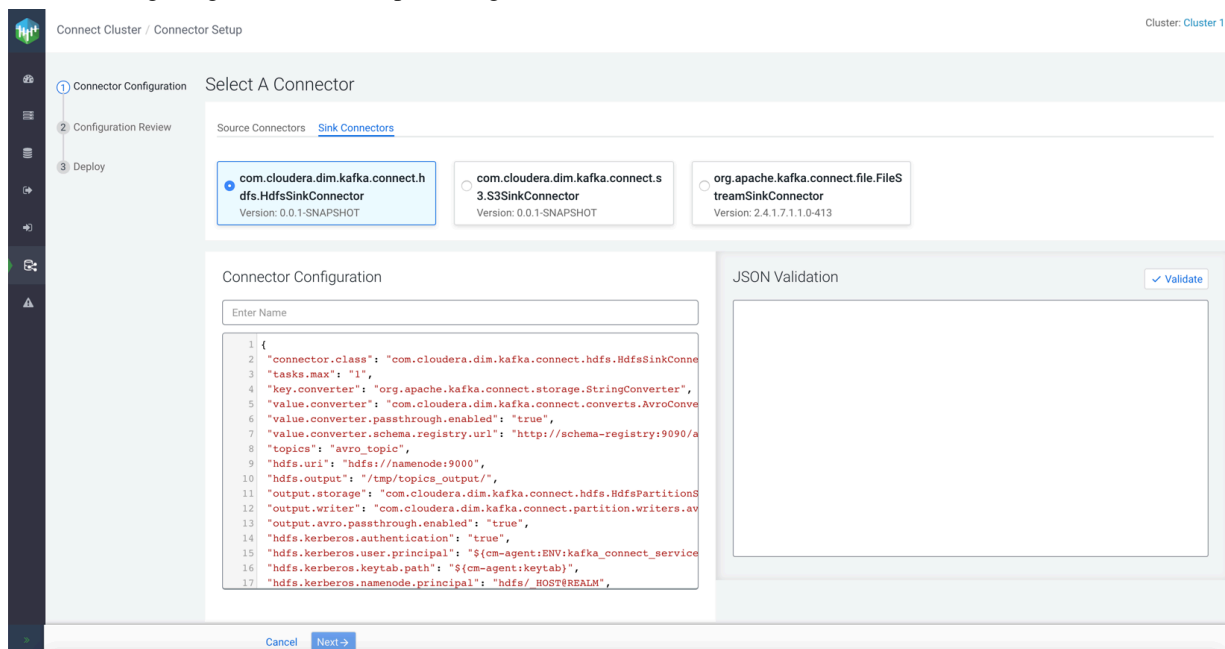 Connect Cluster / Connector Setup
Cluster: Cluster 1
1 Connector Configuration
2 Configuration Review
3 Deploy
Select A Connector
Source Connectors Sink Connectors
com.cloudera.dim.kafka.connect.h
dfs.HdfsSinkConnector
Version: 0.0.1-SNAPSHOT
com.cloudera.dim.kafka.connect.s
3.S3SinkConnector
Version: 0.0.1-SNAPSHOT
org.apache.kafka.connect.file.FileS
treamSinkConnector
Version: 2.4.1.7.1.1.0-413
Connector Configuration
Enter Name
1 {
2 "connector.class": "com.cloudera.dim.kafka.connect.hdfs.HdfsSinkConne
3 "tasks.max": "1",
4 "key.converter": "org.apache.kafka.connect.storage.StringConverter",
5 "value.converter": "com.cloudera.dim.kafka.connect.converts.AvroConve
6 "value.converter.passthrough.enabled": "true",
7 "value.converter.schema.registry.url": "http://schema-registry:9090/a
8 "topics": "avro_topic",
9 "hdfs.uri": "hdfs://namenode:9000",
10 "hdfs.output": "/tmp/topics_output/",
11 "output.storage": "com.cloudera.dim.kafka.connect.hdfs.HdfsPartitionS
12 "output.writer": "com.cloudera.dim.kafka.connect.partition.writers.av
13 "output.avro.passthrough.enabled": "true",
14 "hdfs.kerberos.authentication": "true",
15 "hdfs.kerberos.user.principal": "${cm-agent:ENV:kafka_connect_service
16 "hdfs.kerberos.keytab.path": "${cm-agent:keytab}",
17 "hdfs.kerberos.namenode.principal": "hdfs/_HOST@REALM",
JSON Validation
Validate
Cancel Next